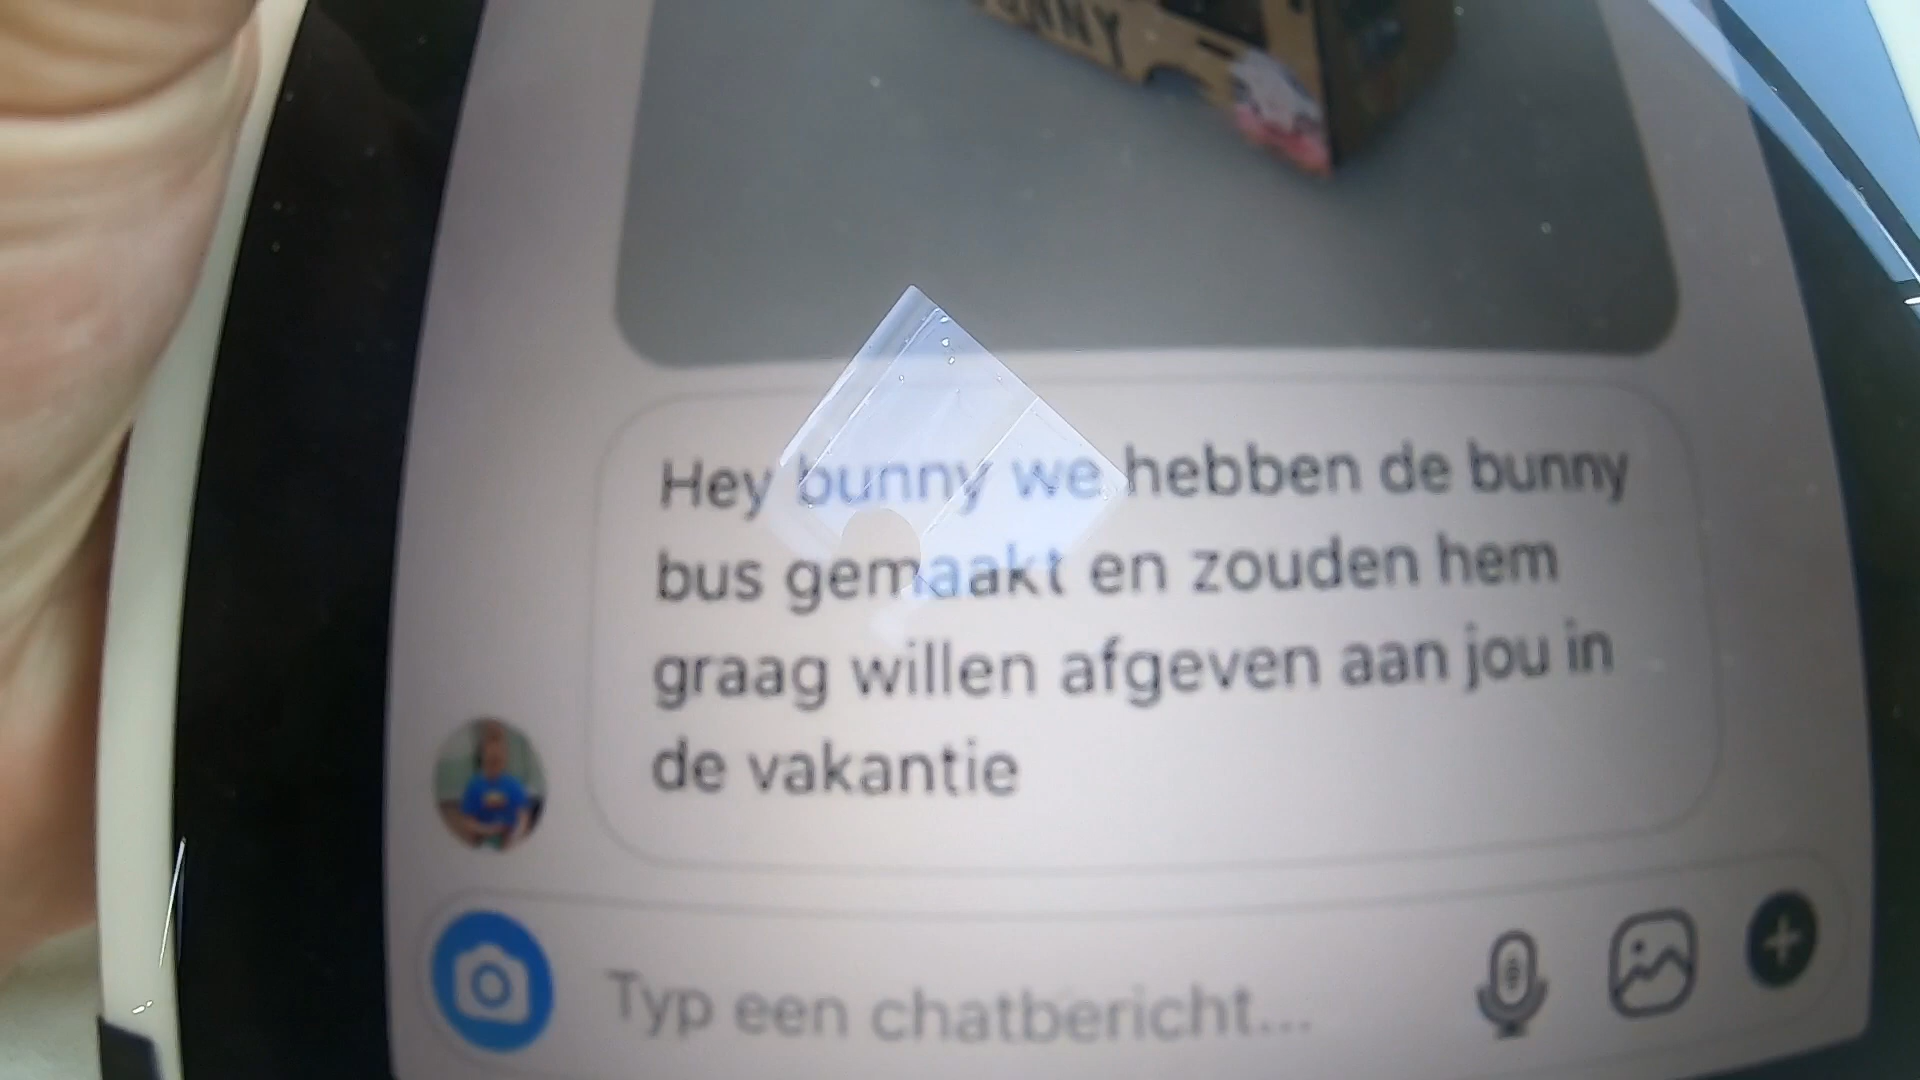 Hey bunny we hebben de bunny
bus gemaakt en zouden hem
graag willen afgeven aan jou in
de vakantie
Typ een chatbericht...